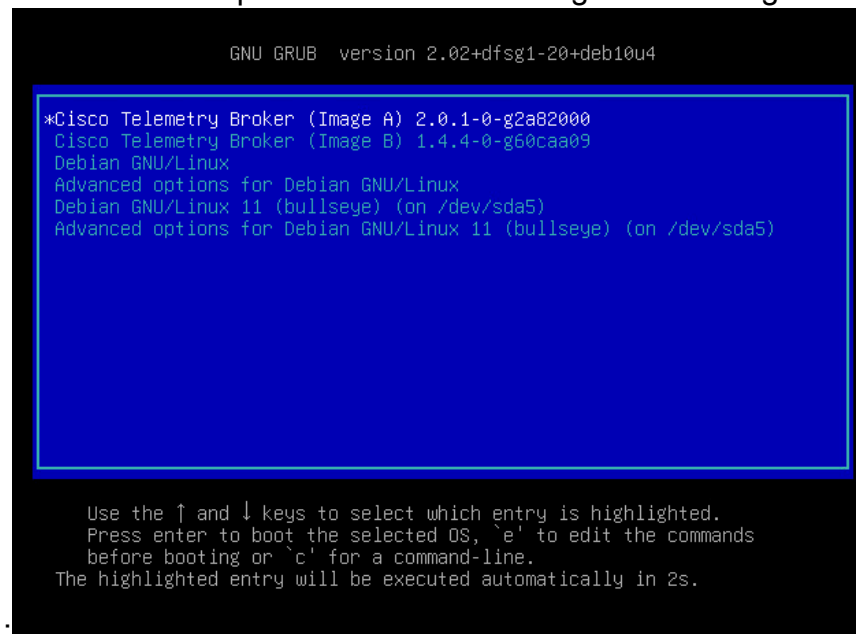 GNU GRUB version 2.02+dfsg1-20+deb10u4
*Cisco Telemetry Broker (Image A) 2.0.1-0-g2a82000
Cisco Telemetry Broker (Image B) 1.4.4-0-g60caa09
Debian GNU/Linux
Advanced options for Debian GNU/Linux
Debian GNU/Linux 11 (bullseye) (on /dev/sda5)
Advanced options for Debian GNU/Linux 11 (bullseye) (on /dev/sda5)
Use the ↑ and ↓ keys to select which entry is highlighted.
Press enter to boot the selected OS, `e' to edit the commands
before booting or `c' for a command-line.
The highlighted entry will be executed automatically in 2s.
.